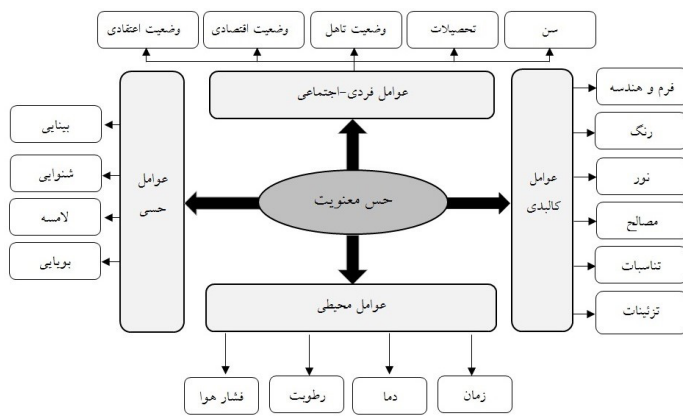 سن
تحصیلات
وضعیت تاهل
وضعیت اقتصادی
وضعیت اعتقادی
عوامل فردی-اجتماعی
فرم و هندسه
رنگ
نور
مصالح
تناسبات
تزئینات
عوامل
کالبدی
حس معنویت
عوامل
حسی
بینایی
شنوایی
لامسه
بویایی
عوامل محیطی
زمان
دما
رطوبت
فشار هوا